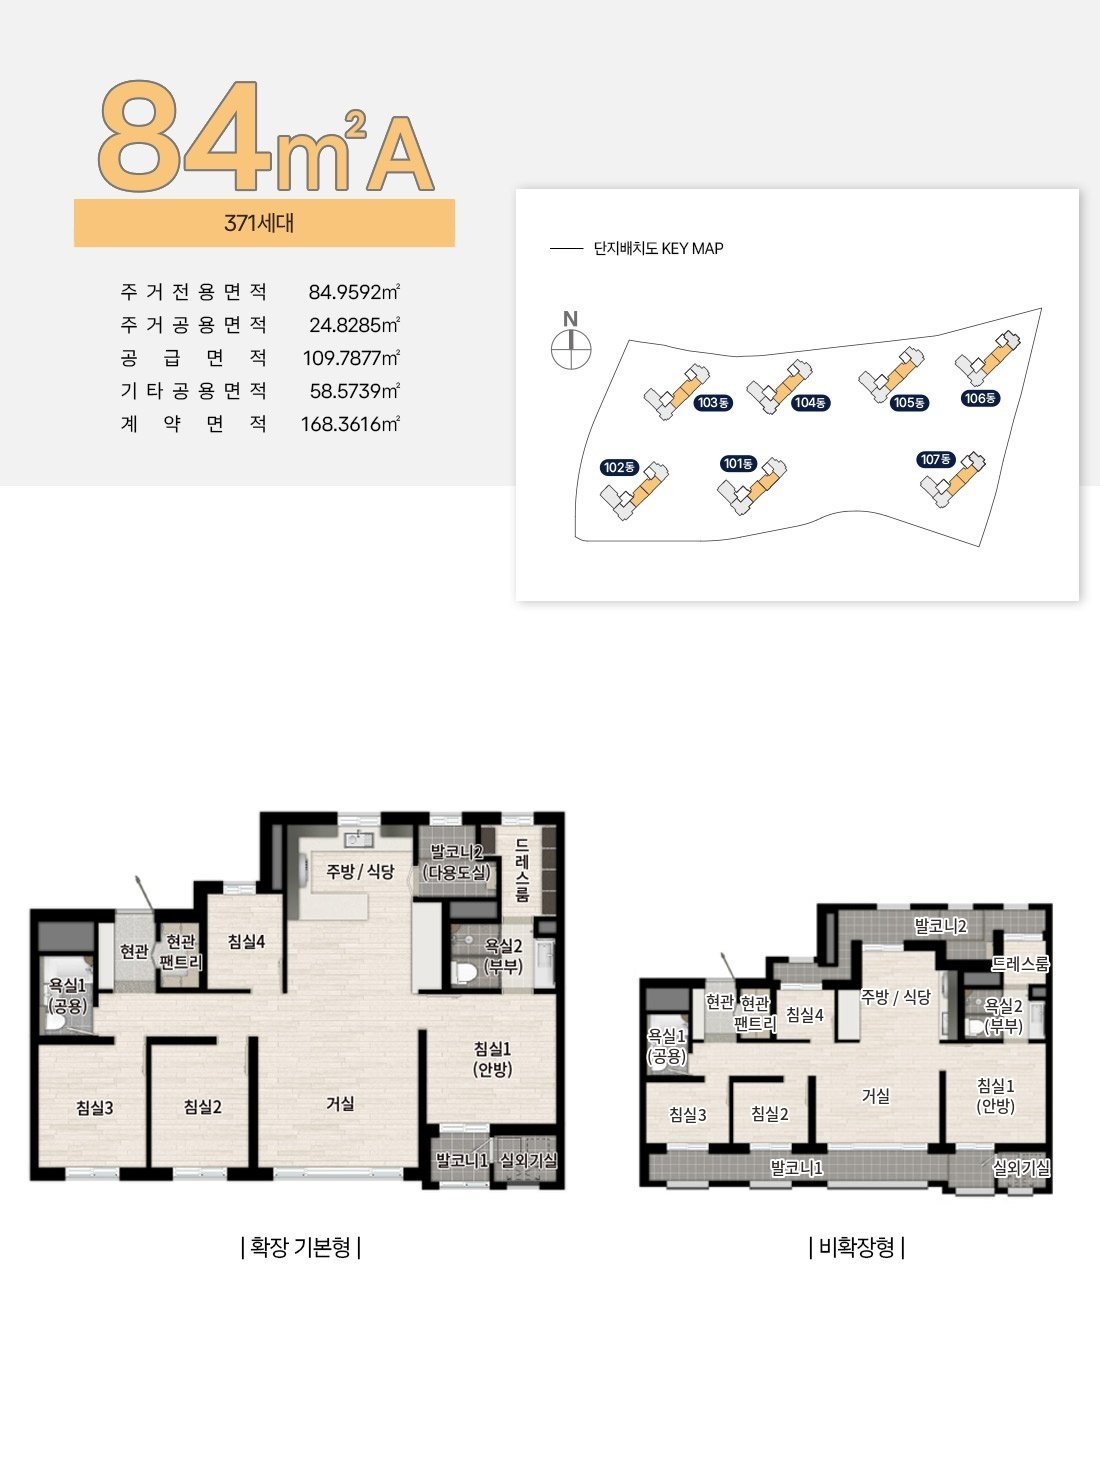 84m²A
371세대
주거전용면적 84.9592㎡
주거공용면적 24.8285㎡
공급면적 109.7877㎡
기타공용면적 58.5739㎡
계약면적 168.3616㎡
단지배치도 KEY MAP
N
103동
104동
105동
106동
102동
101동
107동
주방 / 식당
발코니2
(다용도실)
드레스룸
현관
현관
팬트리
침실4
욕실2
(부부)
욕실1
(공용)
침실1
(안방)
침실3
침실2
거실
발코니1
실외기실
| 확장 기본형 |
발코니2
드레스룸
현관
현관
팬트리
침실4
주방 / 식당
욕실2
(부부)
욕실1
(공용)
침실3
침실2
거실
침실1
(안방)
발코니1
실외기실
| 비확장형 |